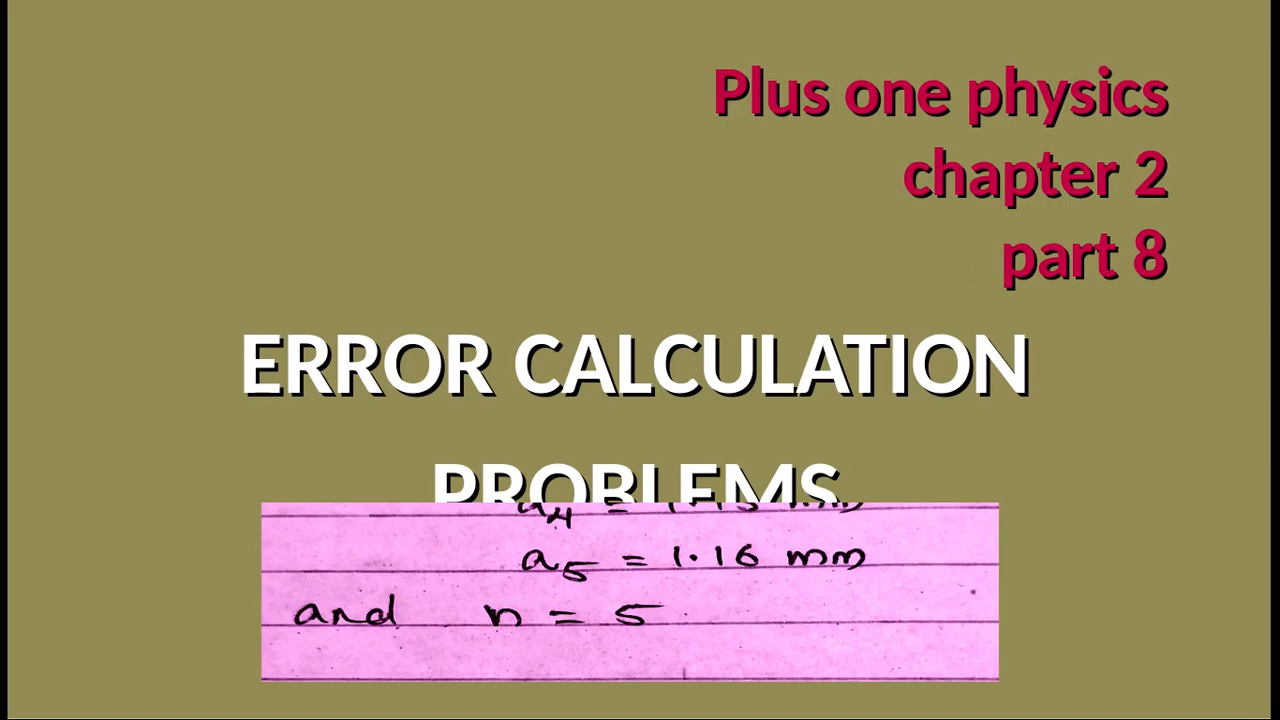 Plus one physics
chapter 2
part 8
ERROR CALCULATION
PROBLEMS
a5 = 1.16 mm
and n = 5